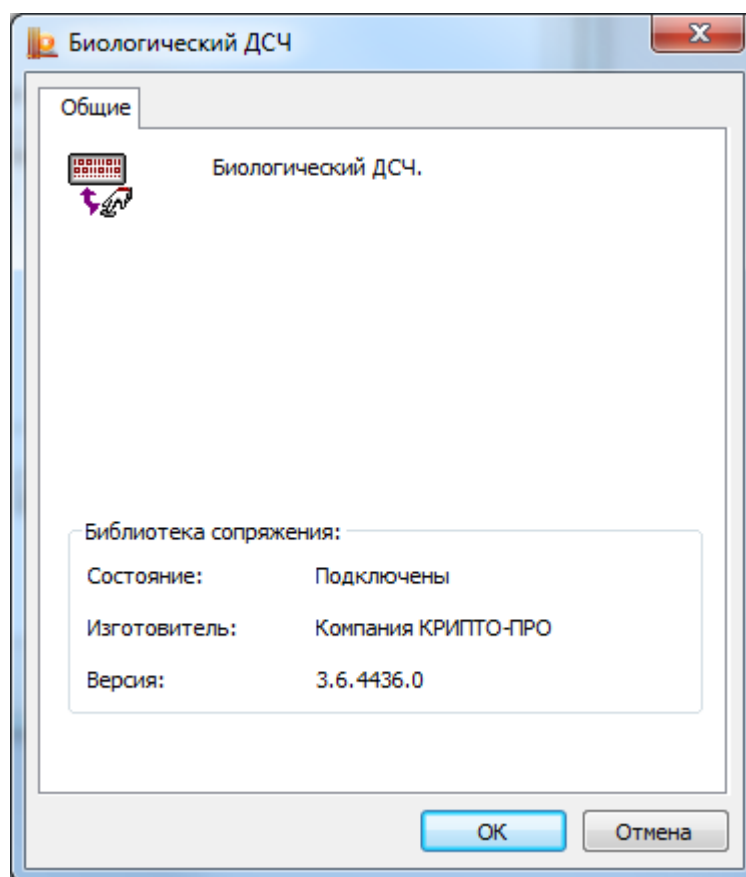 Биологический ДСЧ
Общие
Биологический ДСЧ.
Библиотека сопряжения:
Состояние: Подключены
Изготовитель: Компания КРИПТО-ПРО
Версия: 3.6.4436.0
OK Отмена